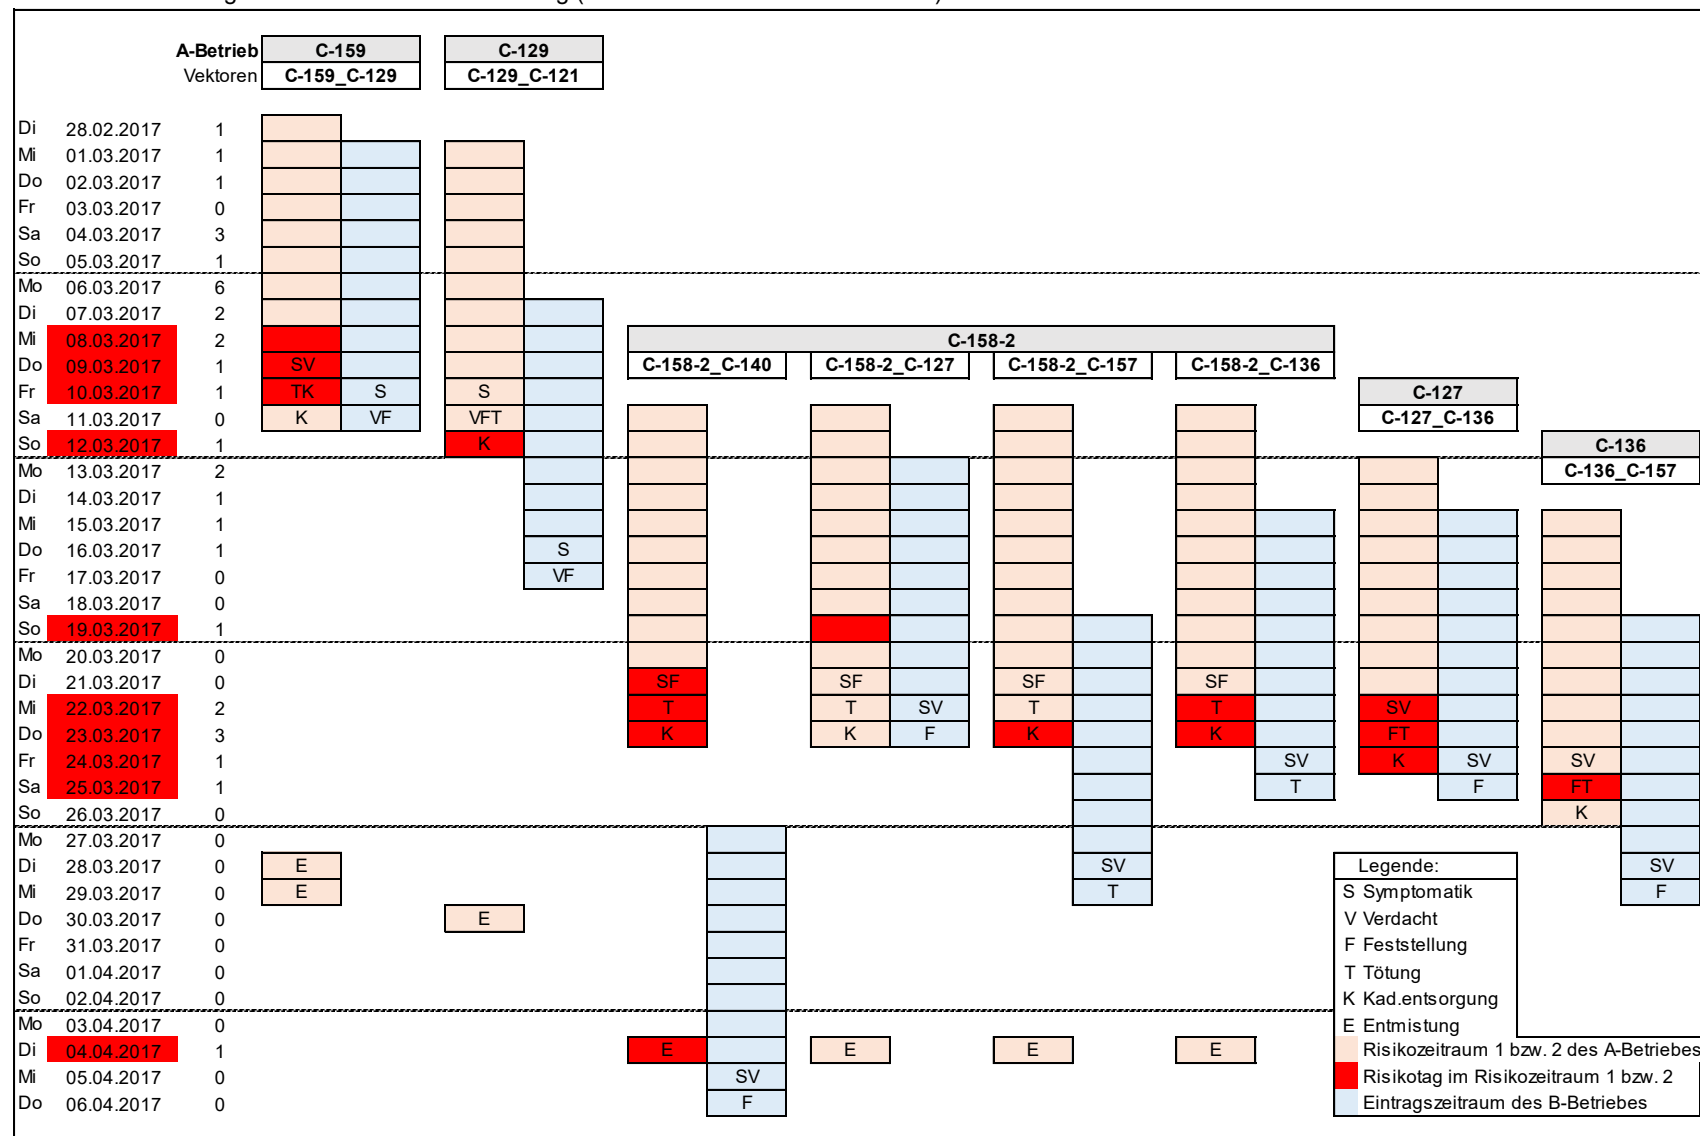 A-Betrieb C-159 C-129
Vektoren C-159_C-129 C-129_C-121
Di 28.02.2017 1
Mi 01.03.2017 1
Do 02.03.2017 1
Fr 03.03.2017 0
Sa 04.03.2017 3
So 05.03.2017 1
Mo 06.03.2017 6
Di 07.03.2017 2
Mi 08.03.2017 2 C-158-2
Do 09.03.2017 1 SV C-158-2_C-140 C-158-2_C-127 C-158-2_C-157 C-158-2_C-136
Fr 10.03.2017 1 TK S S C-127
Sa 11.03.2017 0 K VF VFT C-127_C-136
So 12.03.2017 1 K C-136
Mo 13.03.2017 2 C-136_C-157
Di 14.03.2017 1
Mi 15.03.2017 1
Do 16.03.2017 1 S
Fr 17.03.2017 0 VF
Sa 18.03.2017 0
So 19.03.2017 1
Mo 20.03.2017 0
Di 21.03.2017 0 SF SF SF SF
Mi 22.03.2017 2 T T SV T T SV
Do 23.03.2017 3 K K F K K FT
Fr 24.03.2017 1 SV K SV SV
Sa 25.03.2017 1 T F FT
So 26.03.2017 0 K
Mo 27.03.2017 0
Di 28.03.2017 0 E SV Legende: SV
Mi 29.03.2017 0 E T S Symptomatik F
Do 30.03.2017 0 E V Verdacht
Fr 31.03.2017 0 F Feststellung
Sa 01.04.2017 0 T Tötung
So 02.04.2017 0 K Kad.entsorgung
Mo 03.04.2017 0 E Entmistung
Di 04.04.2017 1 E E E E Risikozeitraum 1 bzw. 2 des A-Betriebes
Mi 05.04.2017 0 SV Risikotag im Risikozeitraum 1 bzw. 2
Do 06.04.2017 0 F Eintragszeitraum des B-Betriebes